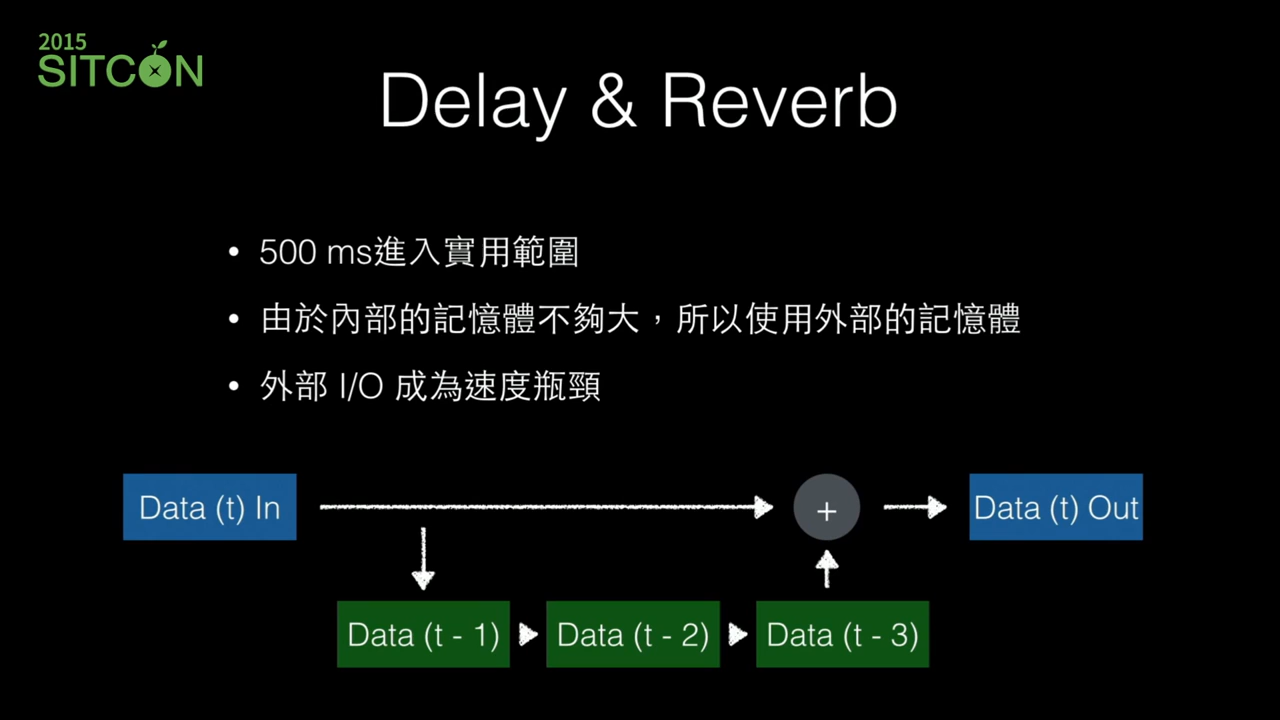 2015
SITCON
Delay & Reverb
• 500 ms進入實用範圍
• 由於內部的記憶體不夠大，所以使用外部的記憶體
• 外部 I/O 成為速度瓶頸
Data (t) In
+
Data (t) Out
Data (t - 1)
Data (t - 2)
Data (t - 3)